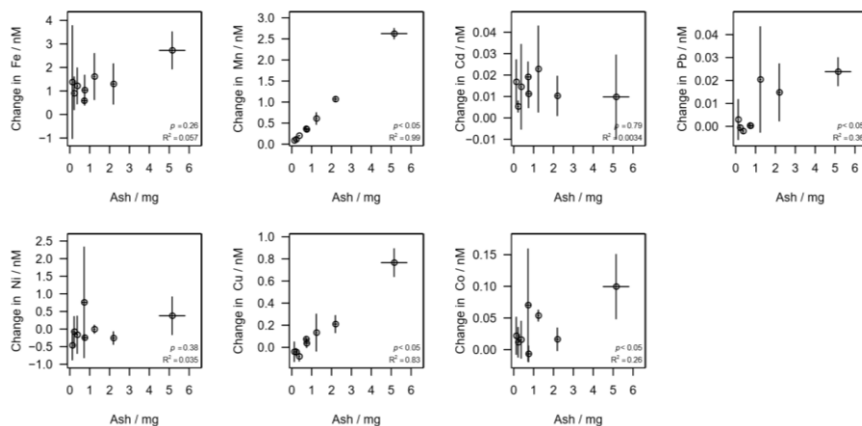 Change in Fe / nM
4
3
2
1
0
−1
p = 0.26
R² = 0.057
0 1 2 3 4 5 6
Ash / mg
Change in Mn / nM
3.0
2.5
2.0
1.5
1.0
0.5
0.0
p < 0.05
R² = 0.99
0 1 2 3 4 5 6
Ash / mg
Change in Cd / nM
0.04
0.03
0.02
0.01
0.00
−0.01
p = 0.79
R² = 0.0034
0 1 2 3 4 5 6
Ash / mg
Change in Pb / nM
0.04
0.03
0.02
0.01
0.00
p < 0.05
R² = 0.36
0 1 2 3 4 5 6
Ash / mg
Change in Ni / nM
2.5
2.0
1.5
1.0
0.5
0.0
−0.5
−1.0
p = 0.38
R² = 0.035
0 1 2 3 4 5 6
Ash / mg
Change in Cu / nM
1.0
0.8
0.6
0.4
0.2
0.0
p < 0.05
R² = 0.83
0 1 2 3 4 5 6
Ash / mg
Change in Co / nM
0.15
0.10
0.05
0.00
p < 0.05
R² = 0.26
0 1 2 3 4 5 6
Ash / mg